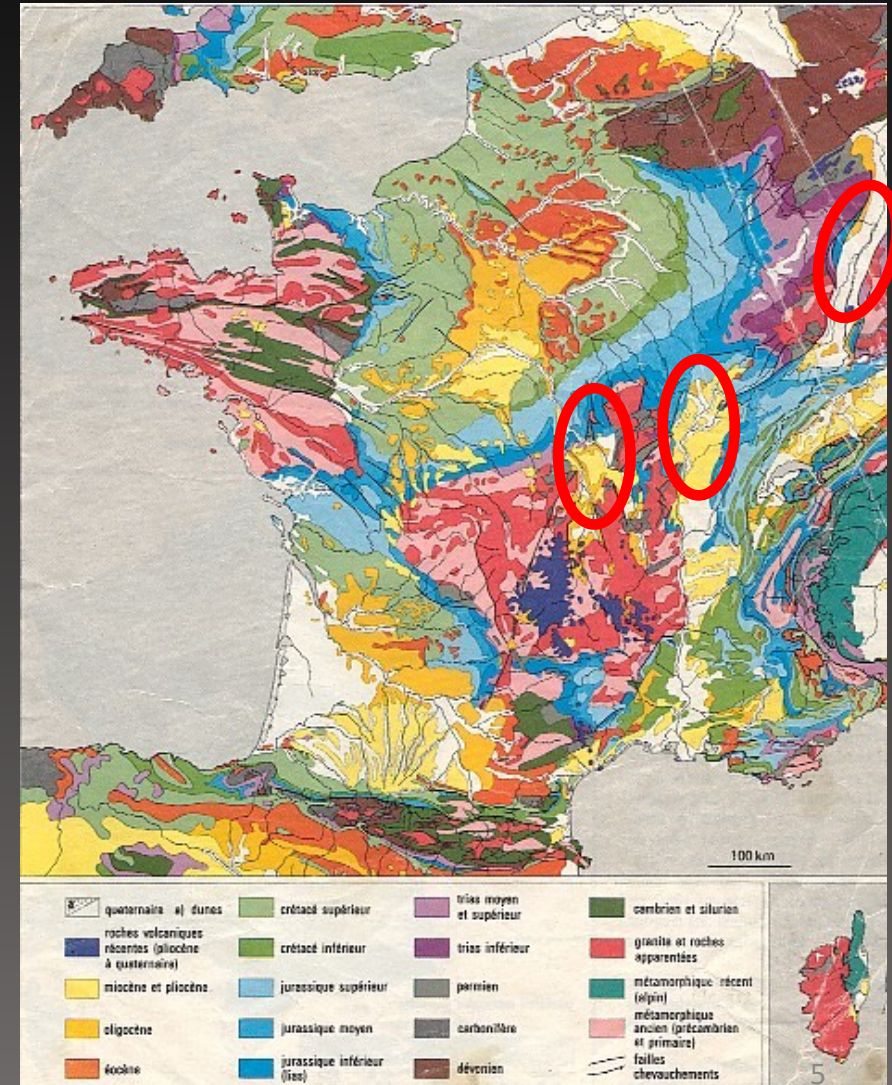 100 km
quaternaire a) dunes
roches volcaniques
récentes (pliocène
à quaternaire)
miocène et pliocène
oligocène
éocène
crétacé supérieur
crétacé inférieur
jurassique supérieur
jurassique moyen
jurassique inférieur
(lias)
trias moyen
et supérieur
trias inférieur
permien
carbonifère
dévonien
cambrien et silurien
granite et roches
apparentées
métamorphique récent
(alpin)
métamorphique
ancien (précambrien
et primaire)
failles
chevauchements
5